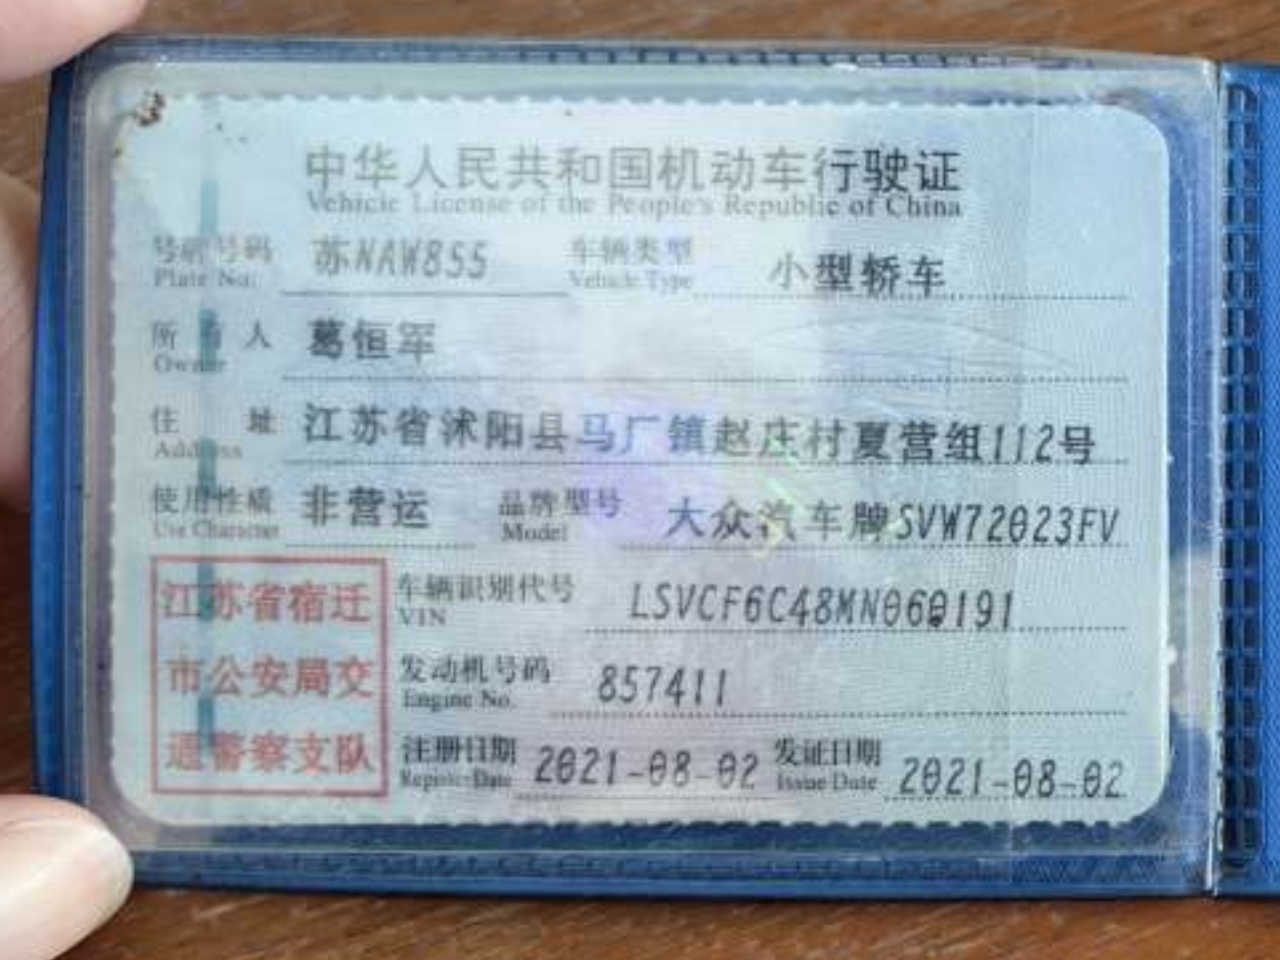 中华人民共和国机动车行驶证
Vehicle License of the People's Republic of China
号牌号码 苏NAW855 车辆类型 小型轿车
Plate No. Vehicle Type
所有人 葛恒军
Owner
住址 江苏省沭阳县马厂镇赵庄村夏营组112号
Address
使用性质 非营运 品牌型号 大众汽车牌SVW72023FV
Use Character Model
江苏省宿迁
市公安局交
通警察支队
车辆识别代号 LSVCF6C48MN060191
VIN
发动机号码 857411
Engine No.
注册日期 2021-08-02 发证日期 2021-08-02
Register Date Issue Date